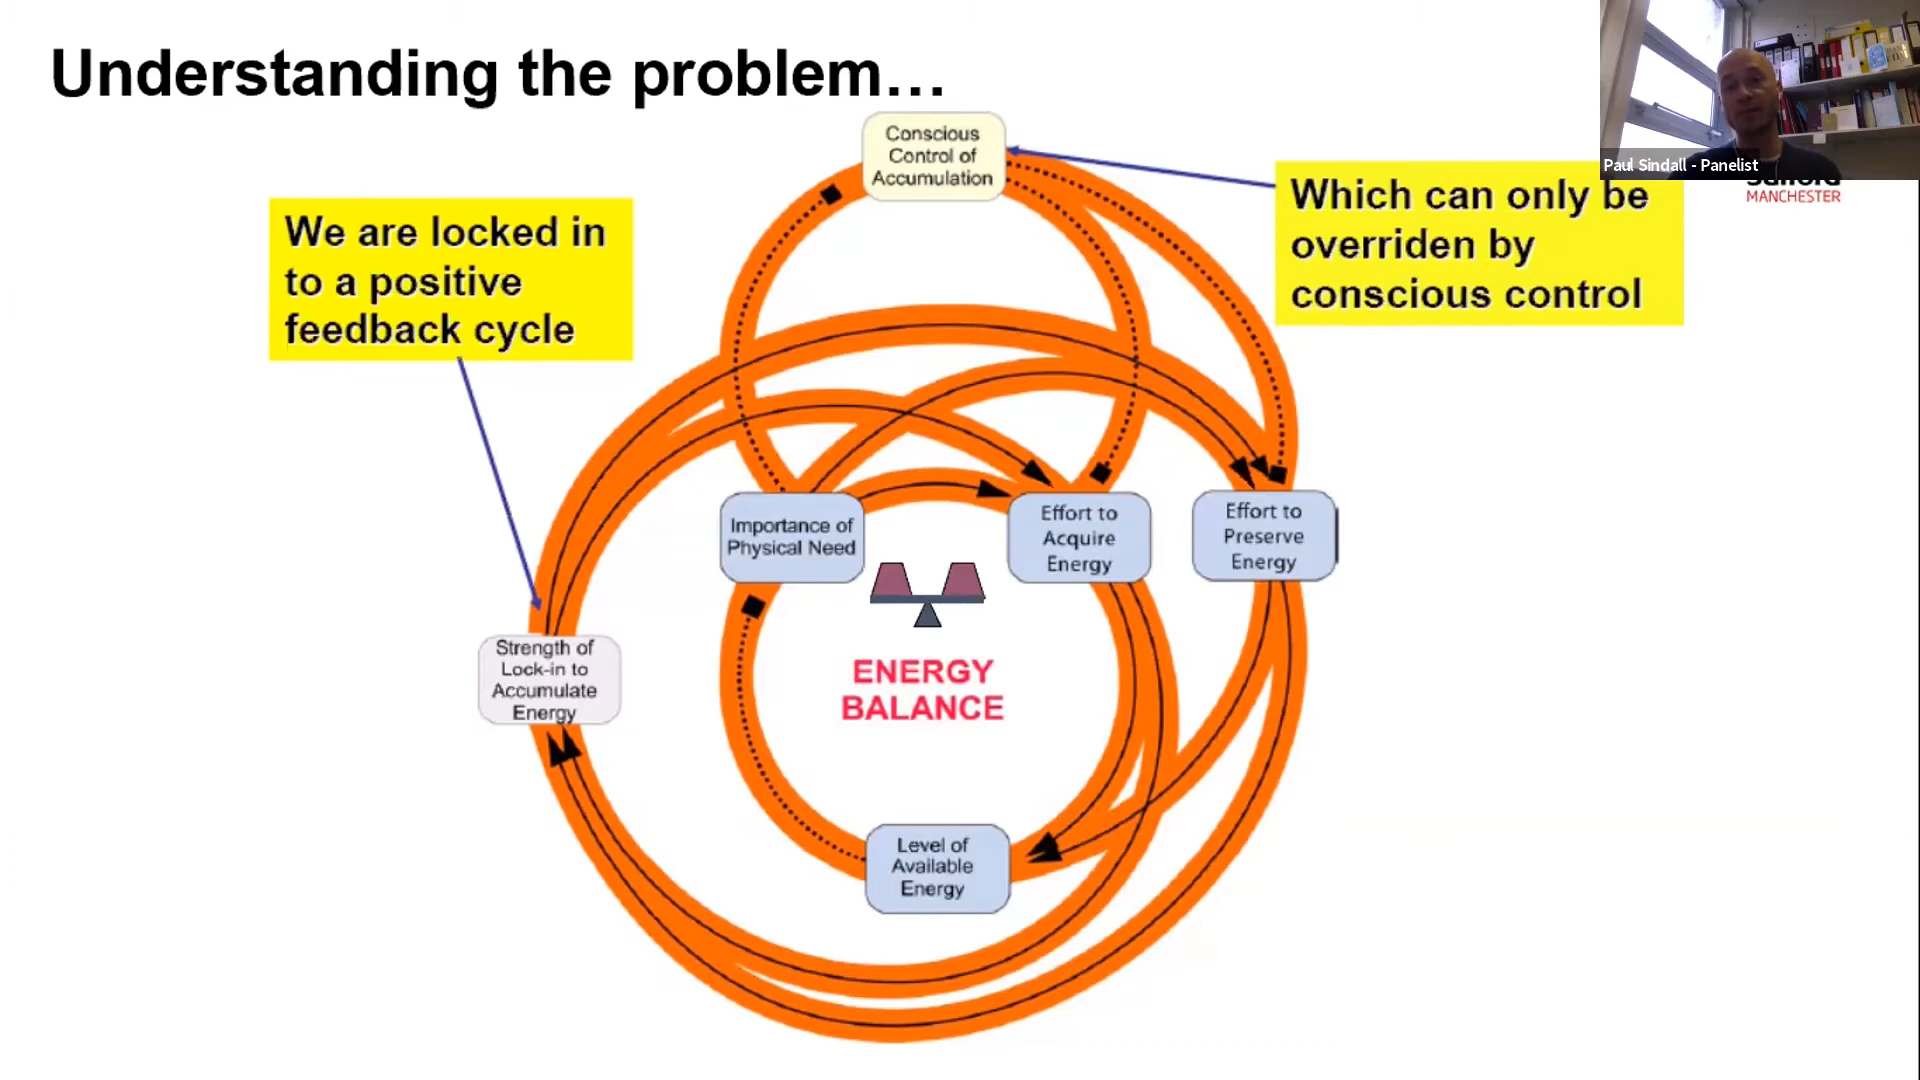 Understanding the problem...
Paul Sindall - Panelist
MANCHESTER
Conscious
Control of
Accumulation
We are locked in
to a positive
feedback cycle
Which can only be
overriden by
conscious control
Importance of
Physical Need
Effort to
Acquire
Energy
Effort to
Preserve
Energy
Strength of
Lock-in to
Accumulate
Energy
ENERGY
BALANCE
Level of
Available
Energy